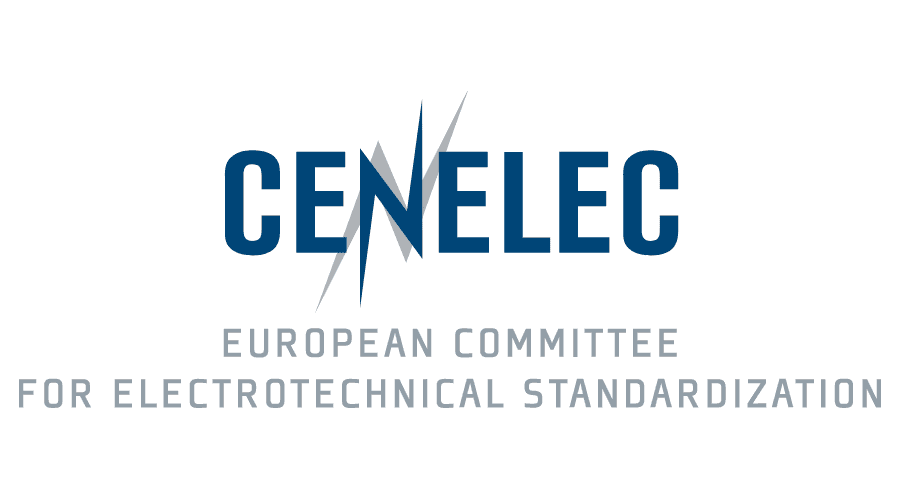 CENELEC
EUROPEAN COMMITTEE
FOR ELECTROTECHNICAL STANDARDIZATION